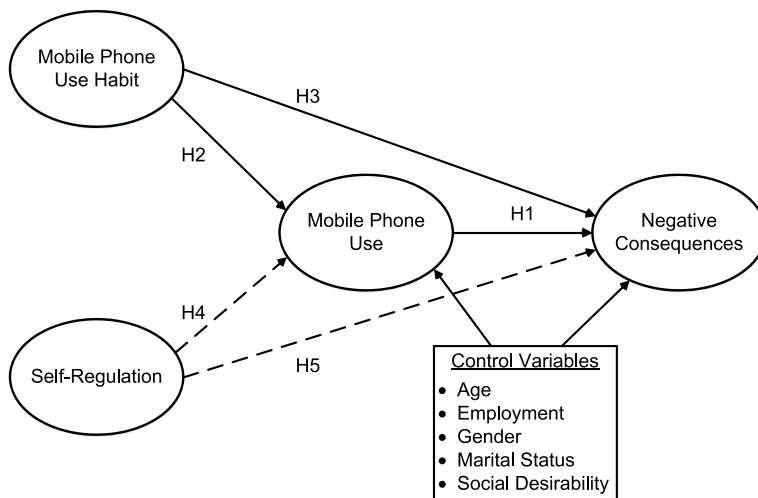 Mobile Phone
Use Habit
H3
H2
Mobile Phone
Use
H1
Negative
Consequences
H4
Self-Regulation
H5
Control Variables
• Age
• Employment
• Gender
• Marital Status
• Social Desirability